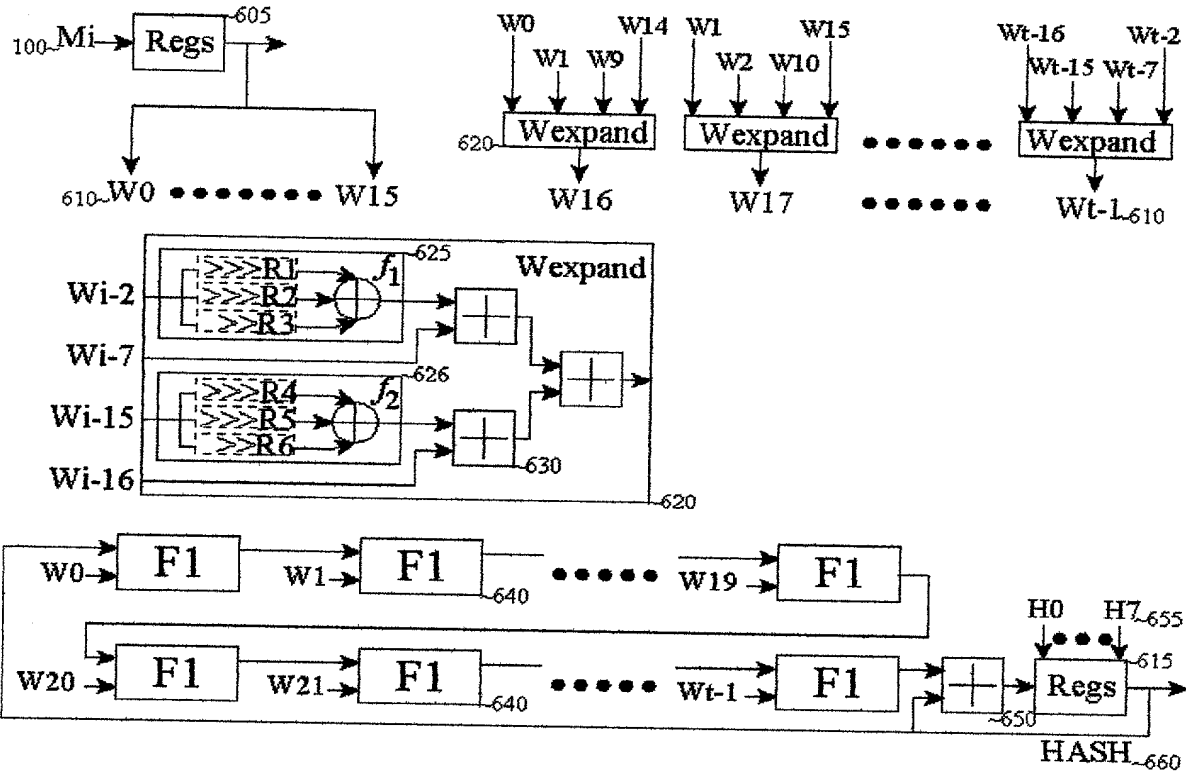 605
100 Mi Regs
W0 W14 W1 W15 Wt-16 Wt-2
W1 W9 W2 W10 Wt-15 Wt-7
620 Wexpand Wexpand Wexpand
610 W0 W15 W16 W17 Wt-1 610
625
Wexpand
>>>R1 f1
Wi-2 >>>R2
>>R3
Wi-7
626
>>>R4 f2
Wi-15 >>>R5
>>R6
630
Wi-16
620
F1 F1 F1
W0 W1 640 W19
H0 H7 655
F1 F1 F1 615
W20 W21 640 Wt-1 650 Regs
HASH 660